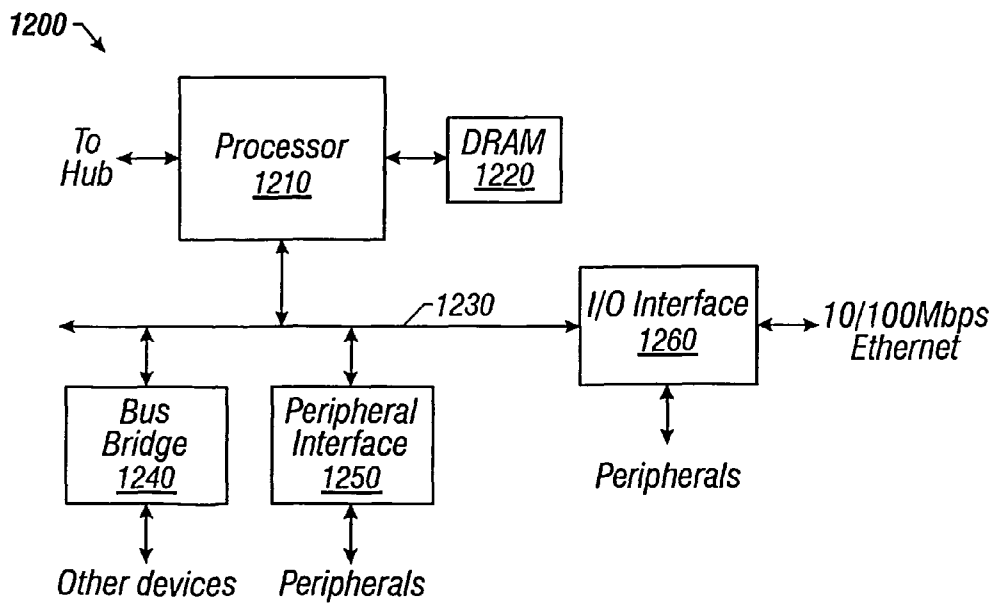 1200
To
Hub
Processor
1210
DRAM
1220
1230
I/O Interface
1260
10/100Mbps
Ethernet
Bus
Bridge
1240
Peripheral
Interface
1250
Peripherals
Other devices
Peripherals